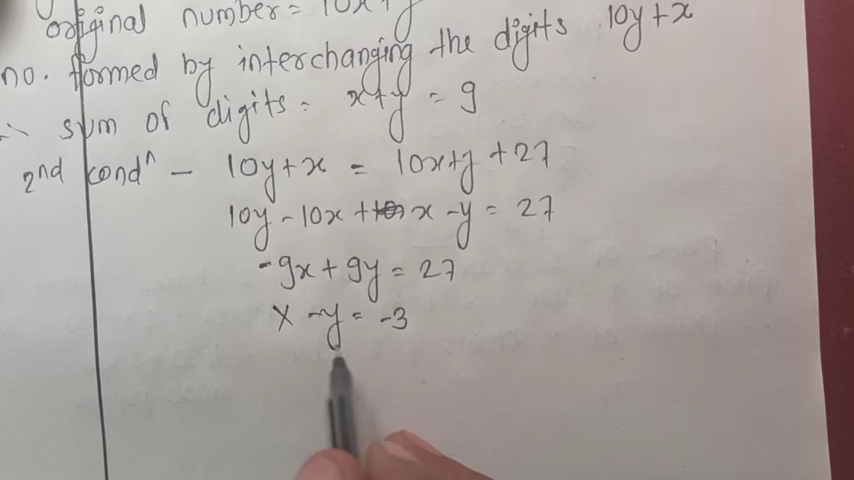 original number = 10x+y
no. formed by interchanging the digits 10y+x
∴ sum of digits = x+y = 9
2nd condⁿ - 10y+x = 10x+y +27
10y-10x+x-y = 27
-9x+9y = 27
x-y = -3